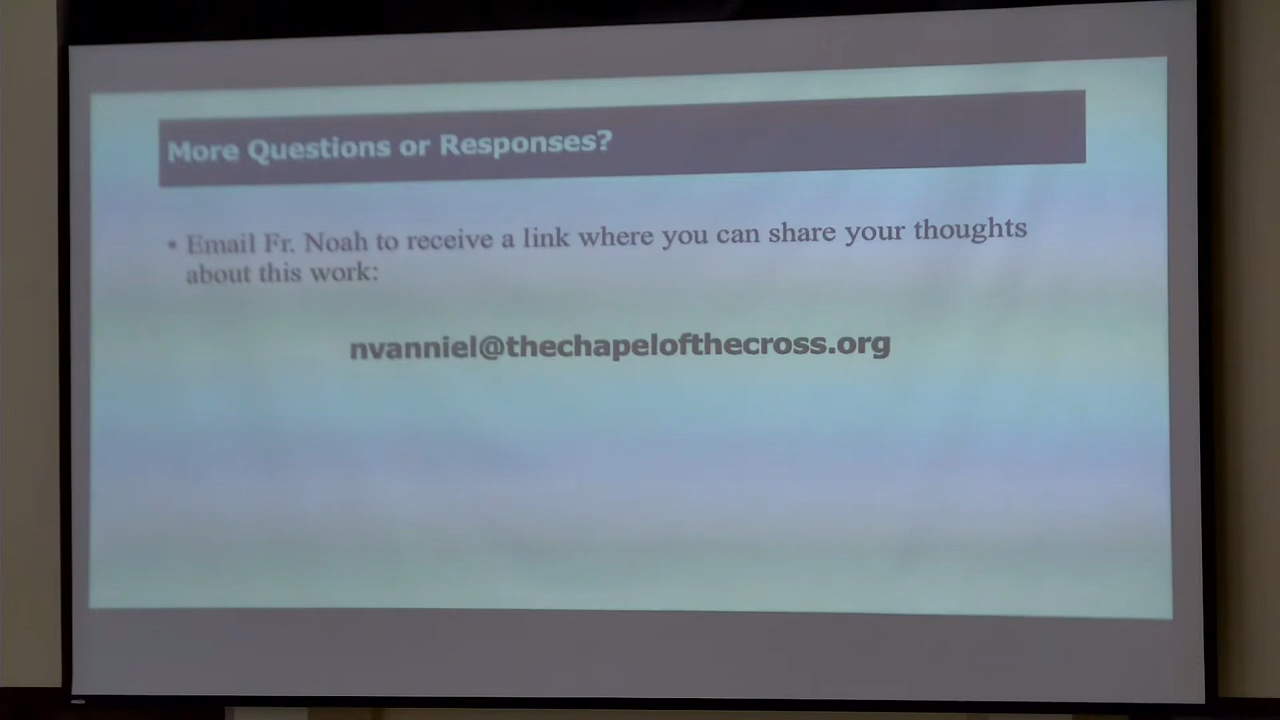 More Questions or Responses?
• Email Fr. Noah to receive a link where you can share your thoughts
about this work:
nvanniel@thechapelofthecross.org